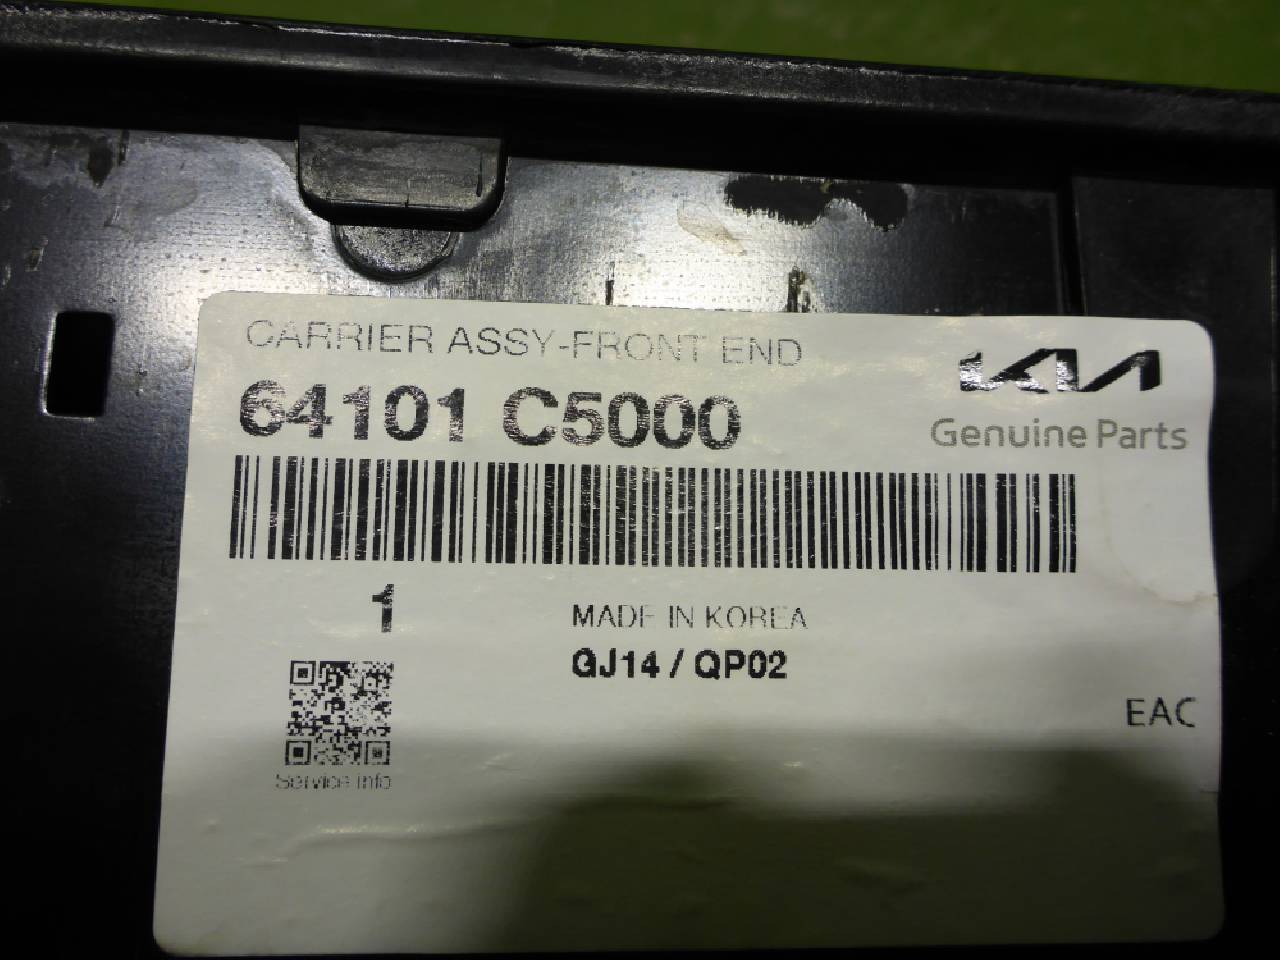 CARRIER ASSY-FRONT END
64101 C5000
KIA
Genuine Parts
1
MADE IN KOREA
GJ14 / QP02
EAC
Service Info